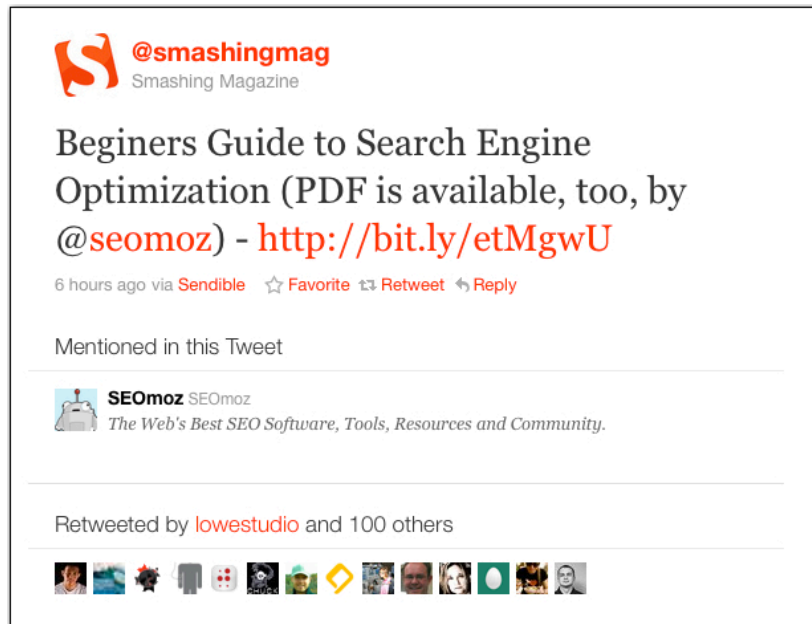 @smashingmag
Smashing Magazine
Beginers Guide to Search Engine
Optimization (PDF is available, too, by
@seomoz) - http://bit.ly/etMgwU
6 hours ago via Sendible Favorite Retweet Reply
Mentioned in this Tweet
SEOmoz SEOmoz
The Web's Best SEO Software, Tools, Resources and Community.
Retweeted by lowestudio and 100 others
CHUCK